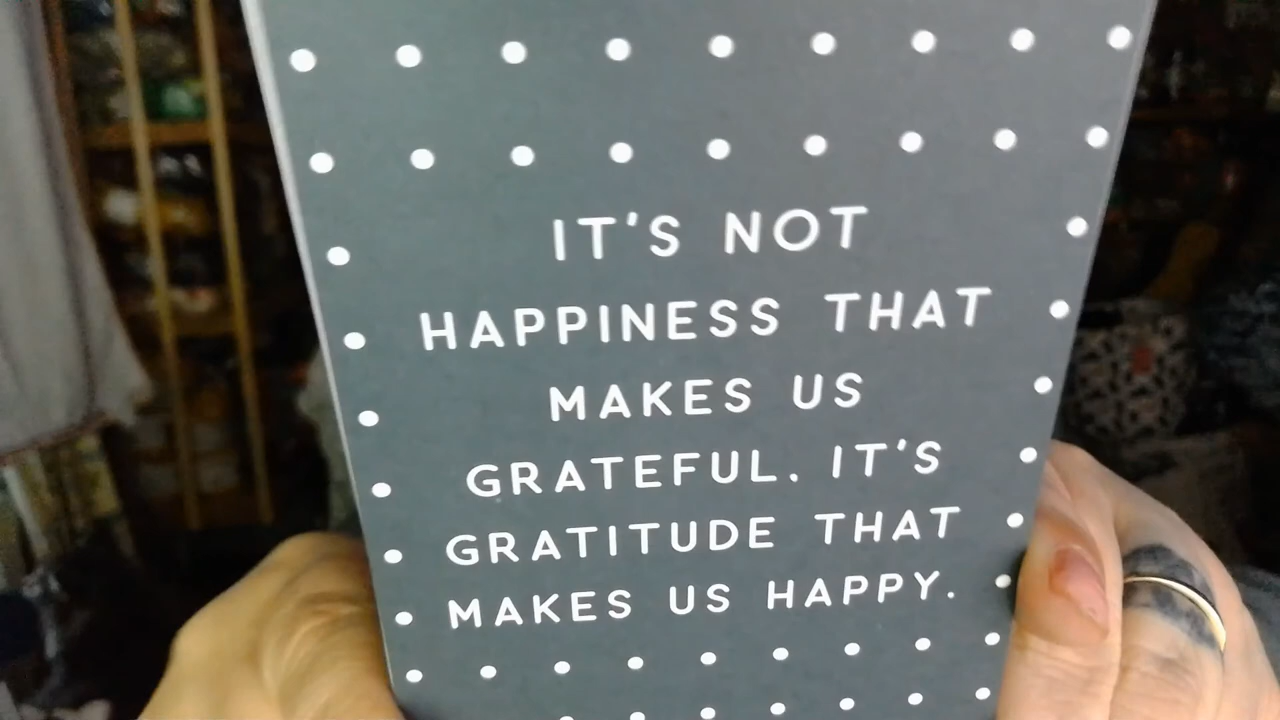 IT'S NOT
HAPPINESS THAT
MAKES US
GRATEFUL. IT'S
GRATITUDE THAT
MAKES US HAPPY.